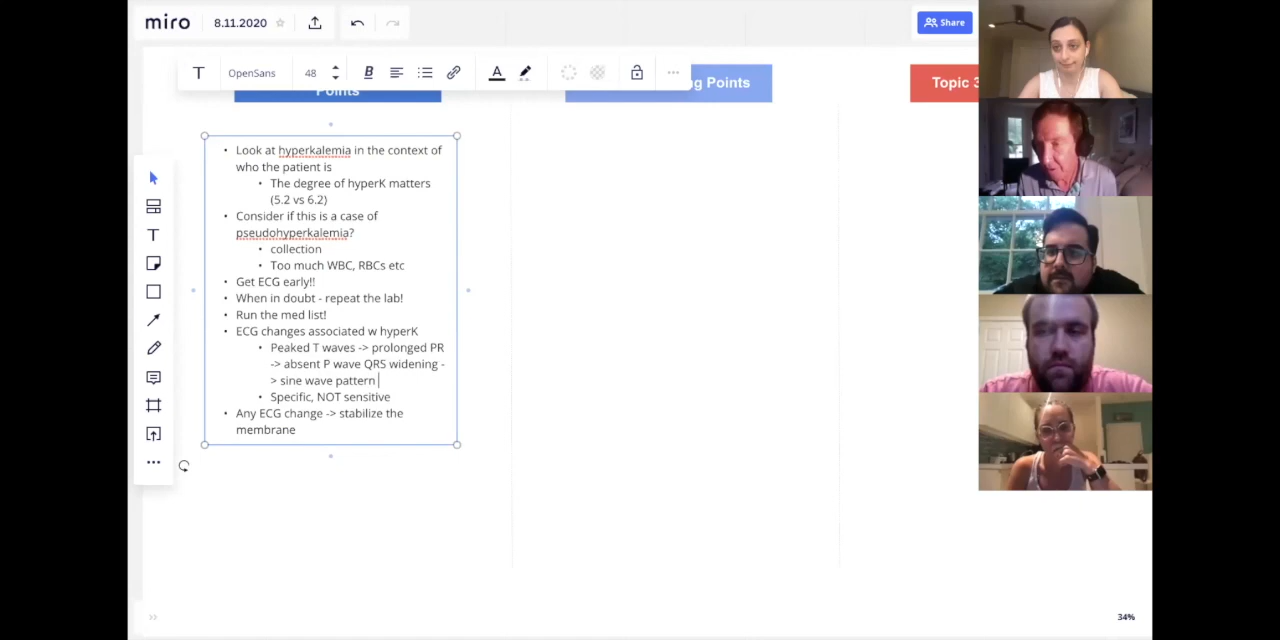 miro
8.11.2020
Share
OpenSans
48
B
A
Points
g Points
Topic 3
• Look at hyperkalemia in the context of
who the patient is
• The degree of hyperK matters
(5.2 vs 6.2)
• Consider if this is a case of
pseudohyperkalemia?
• collection
• Too much WBC, RBCs etc
• Get ECG early!!
• When in doubt - repeat the lab!
• Run the med list!
• ECG changes associated w hyperK
• Peaked T waves -> prolonged PR
-> absent P wave QRS widening -
> sine wave pattern
• Specific, NOT sensitive
• Any ECG change -> stabilize the
membrane
34%